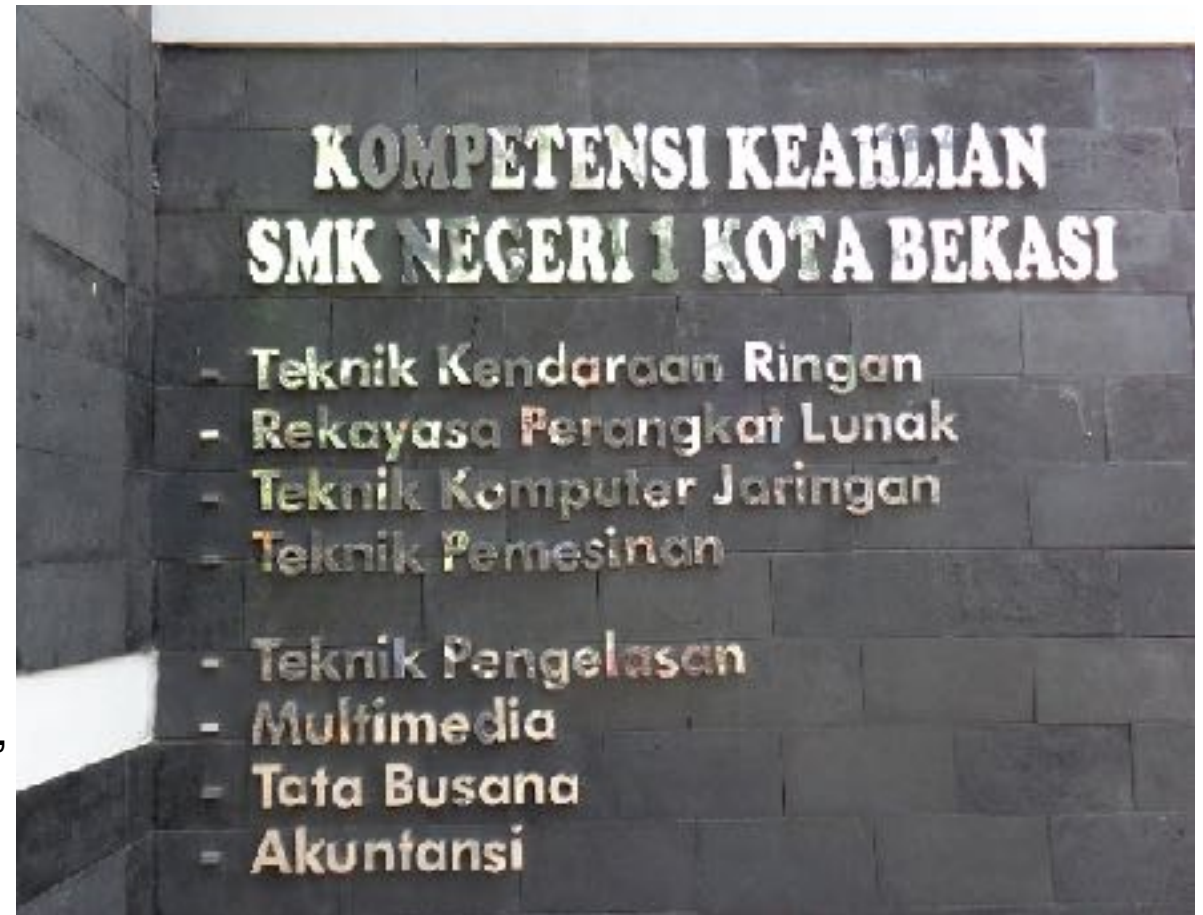 KOMPETENSI KEAHLIAN
SMK NEGERI 1 KOTA BEKASI
- Teknik Kendaraan Ringan
- Rekayasa Perangkat Lunak
- Teknik Komputer Jaringan
- Teknik Pemesinan
- Teknik Pengelasan
- Multimedia
- Tata Busana
- Akuntansi